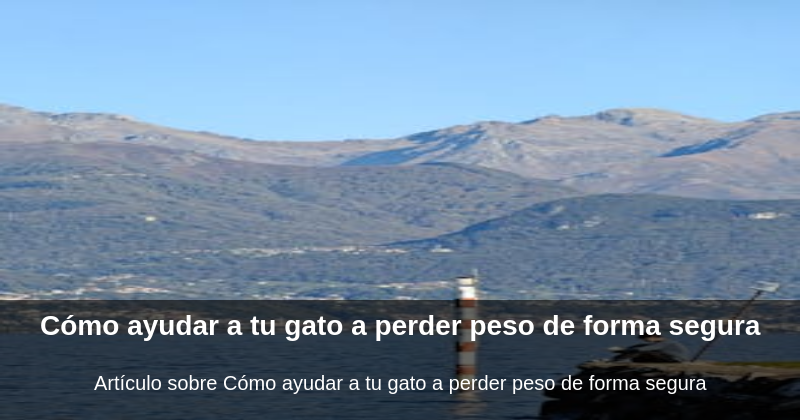 Cómo ayudar a tu gato a perder peso de forma segura
Artículo sobre Cómo ayudar a tu gato a perder peso de forma segura